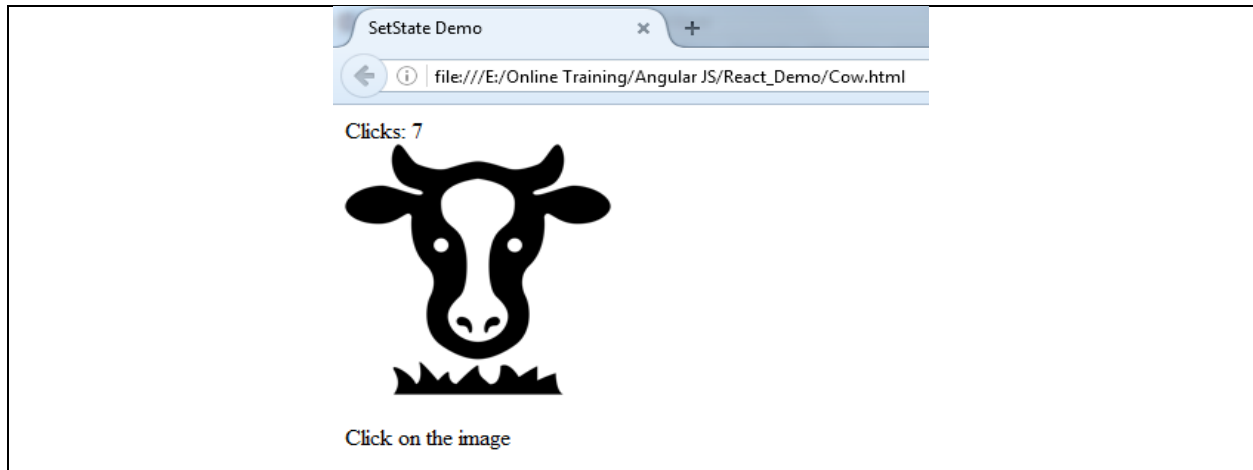 SetState Demo
file:///E:/Online Training/Angular JS/React_Demo/Cow.html
Clicks: 7
Click on the image